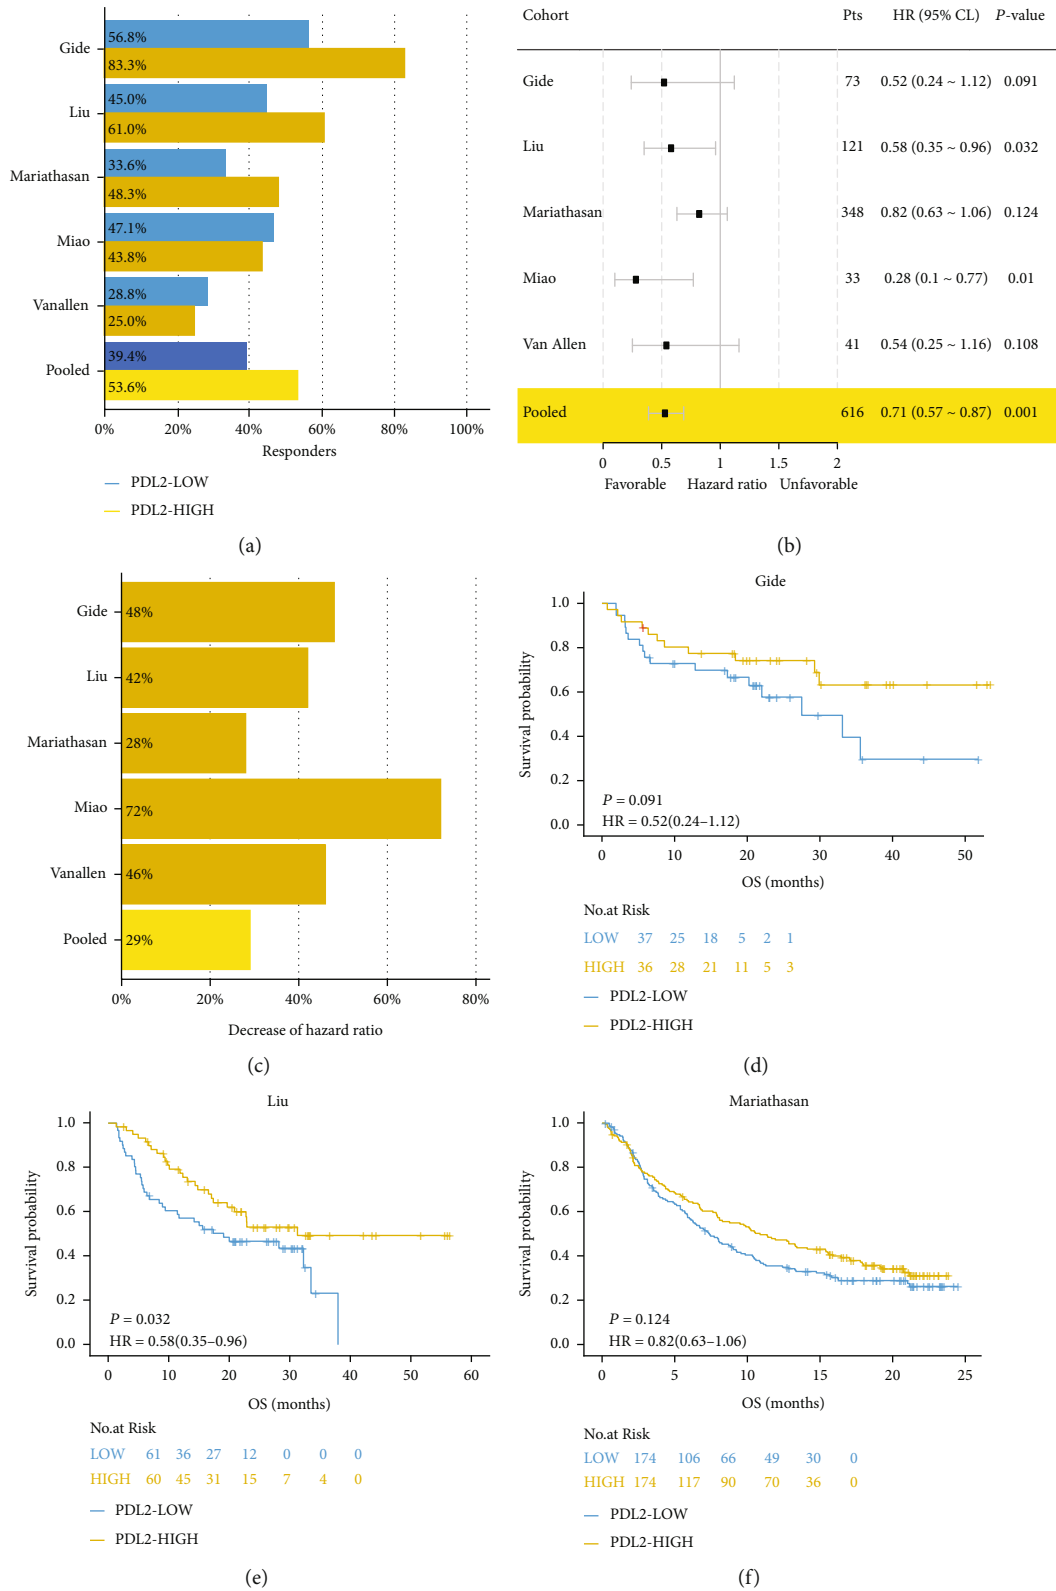 56.8%
Gide
83.3%
45.0%
Liu
61.0%
33.6%
Mariathasan
48.3%
47.1%
Miao
43.8%
28.8%
Vanallen
25.0%
39.4%
Pooled
53.6%
0% 20% 40% 60% 80% 100%
Responders
PDL2-LOW
PDL2-HIGH
(a)
Cohort Pts HR (95% CL) P-value
Gide 73 0.52 (0.24 ~ 1.12) 0.091
Liu 121 0.58 (0.35 ~ 0.96) 0.032
Mariathasan 348 0.82 (0.63 ~ 1.06) 0.124
Miao 33 0.28 (0.1 ~ 0.77) 0.01
Van Allen 41 0.54 (0.25 ~ 1.16) 0.108
Pooled 616 0.71 (0.57 ~ 0.87) 0.001
0 0.5 1 1.5 2
Favorable Hazard ratio Unfavorable
(b)
Gide 48%
Liu 42%
Mariathasan 28%
Miao 72%
Vanallen 46%
Pooled 29%
0% 20% 40% 60% 80%
Decrease of hazard ratio
(c)
Gide
Survival probability
1.0
0.8
0.6
0.4
0.2
0.0
P = 0.091
HR = 0.52(0.24–1.12)
0 10 20 30 40 50
OS (months)
No.at Risk
LOW 37 25 18 5 2 1
HIGH 36 28 21 11 5 3
PDL2-LOW
PDL2-HIGH
(d)
Liu
Survival probability
1.0
0.8
0.6
0.4
0.2
0.0
P = 0.032
HR = 0.58(0.35–0.96)
0 10 20 30 40 50 60
OS (months)
No.at Risk
LOW 61 36 27 12 0 0 0
HIGH 60 45 31 15 7 4 0
PDL2-LOW
PDL2-HIGH
(e)
Mariathasan
Survival probability
1.0
0.8
0.6
0.4
0.2
0.0
P = 0.124
HR = 0.82(0.63–1.06)
0 5 10 15 20 25
OS (months)
No.at Risk
LOW 174 106 66 49 30 0
HIGH 174 117 90 70 36 0
PDL2-LOW
PDL2-HIGH
(f)